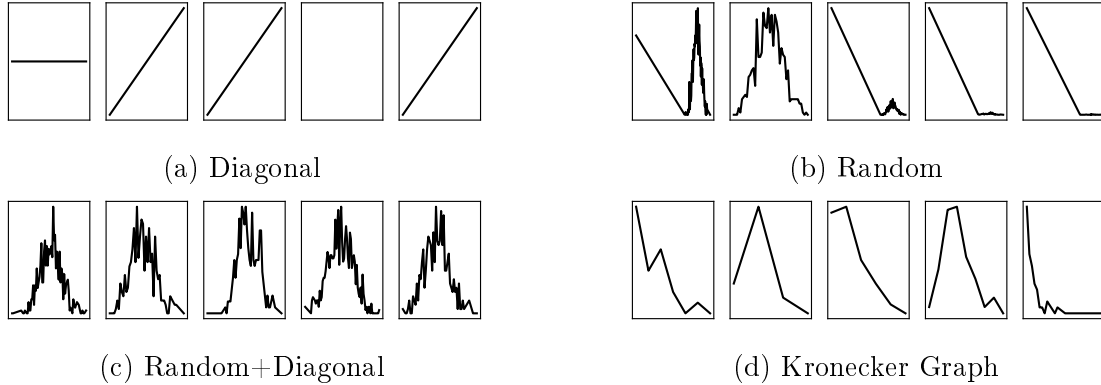 (a) Diagonal
(b) Random
(c) Random+Diagonal
(d) Kronecker Graph